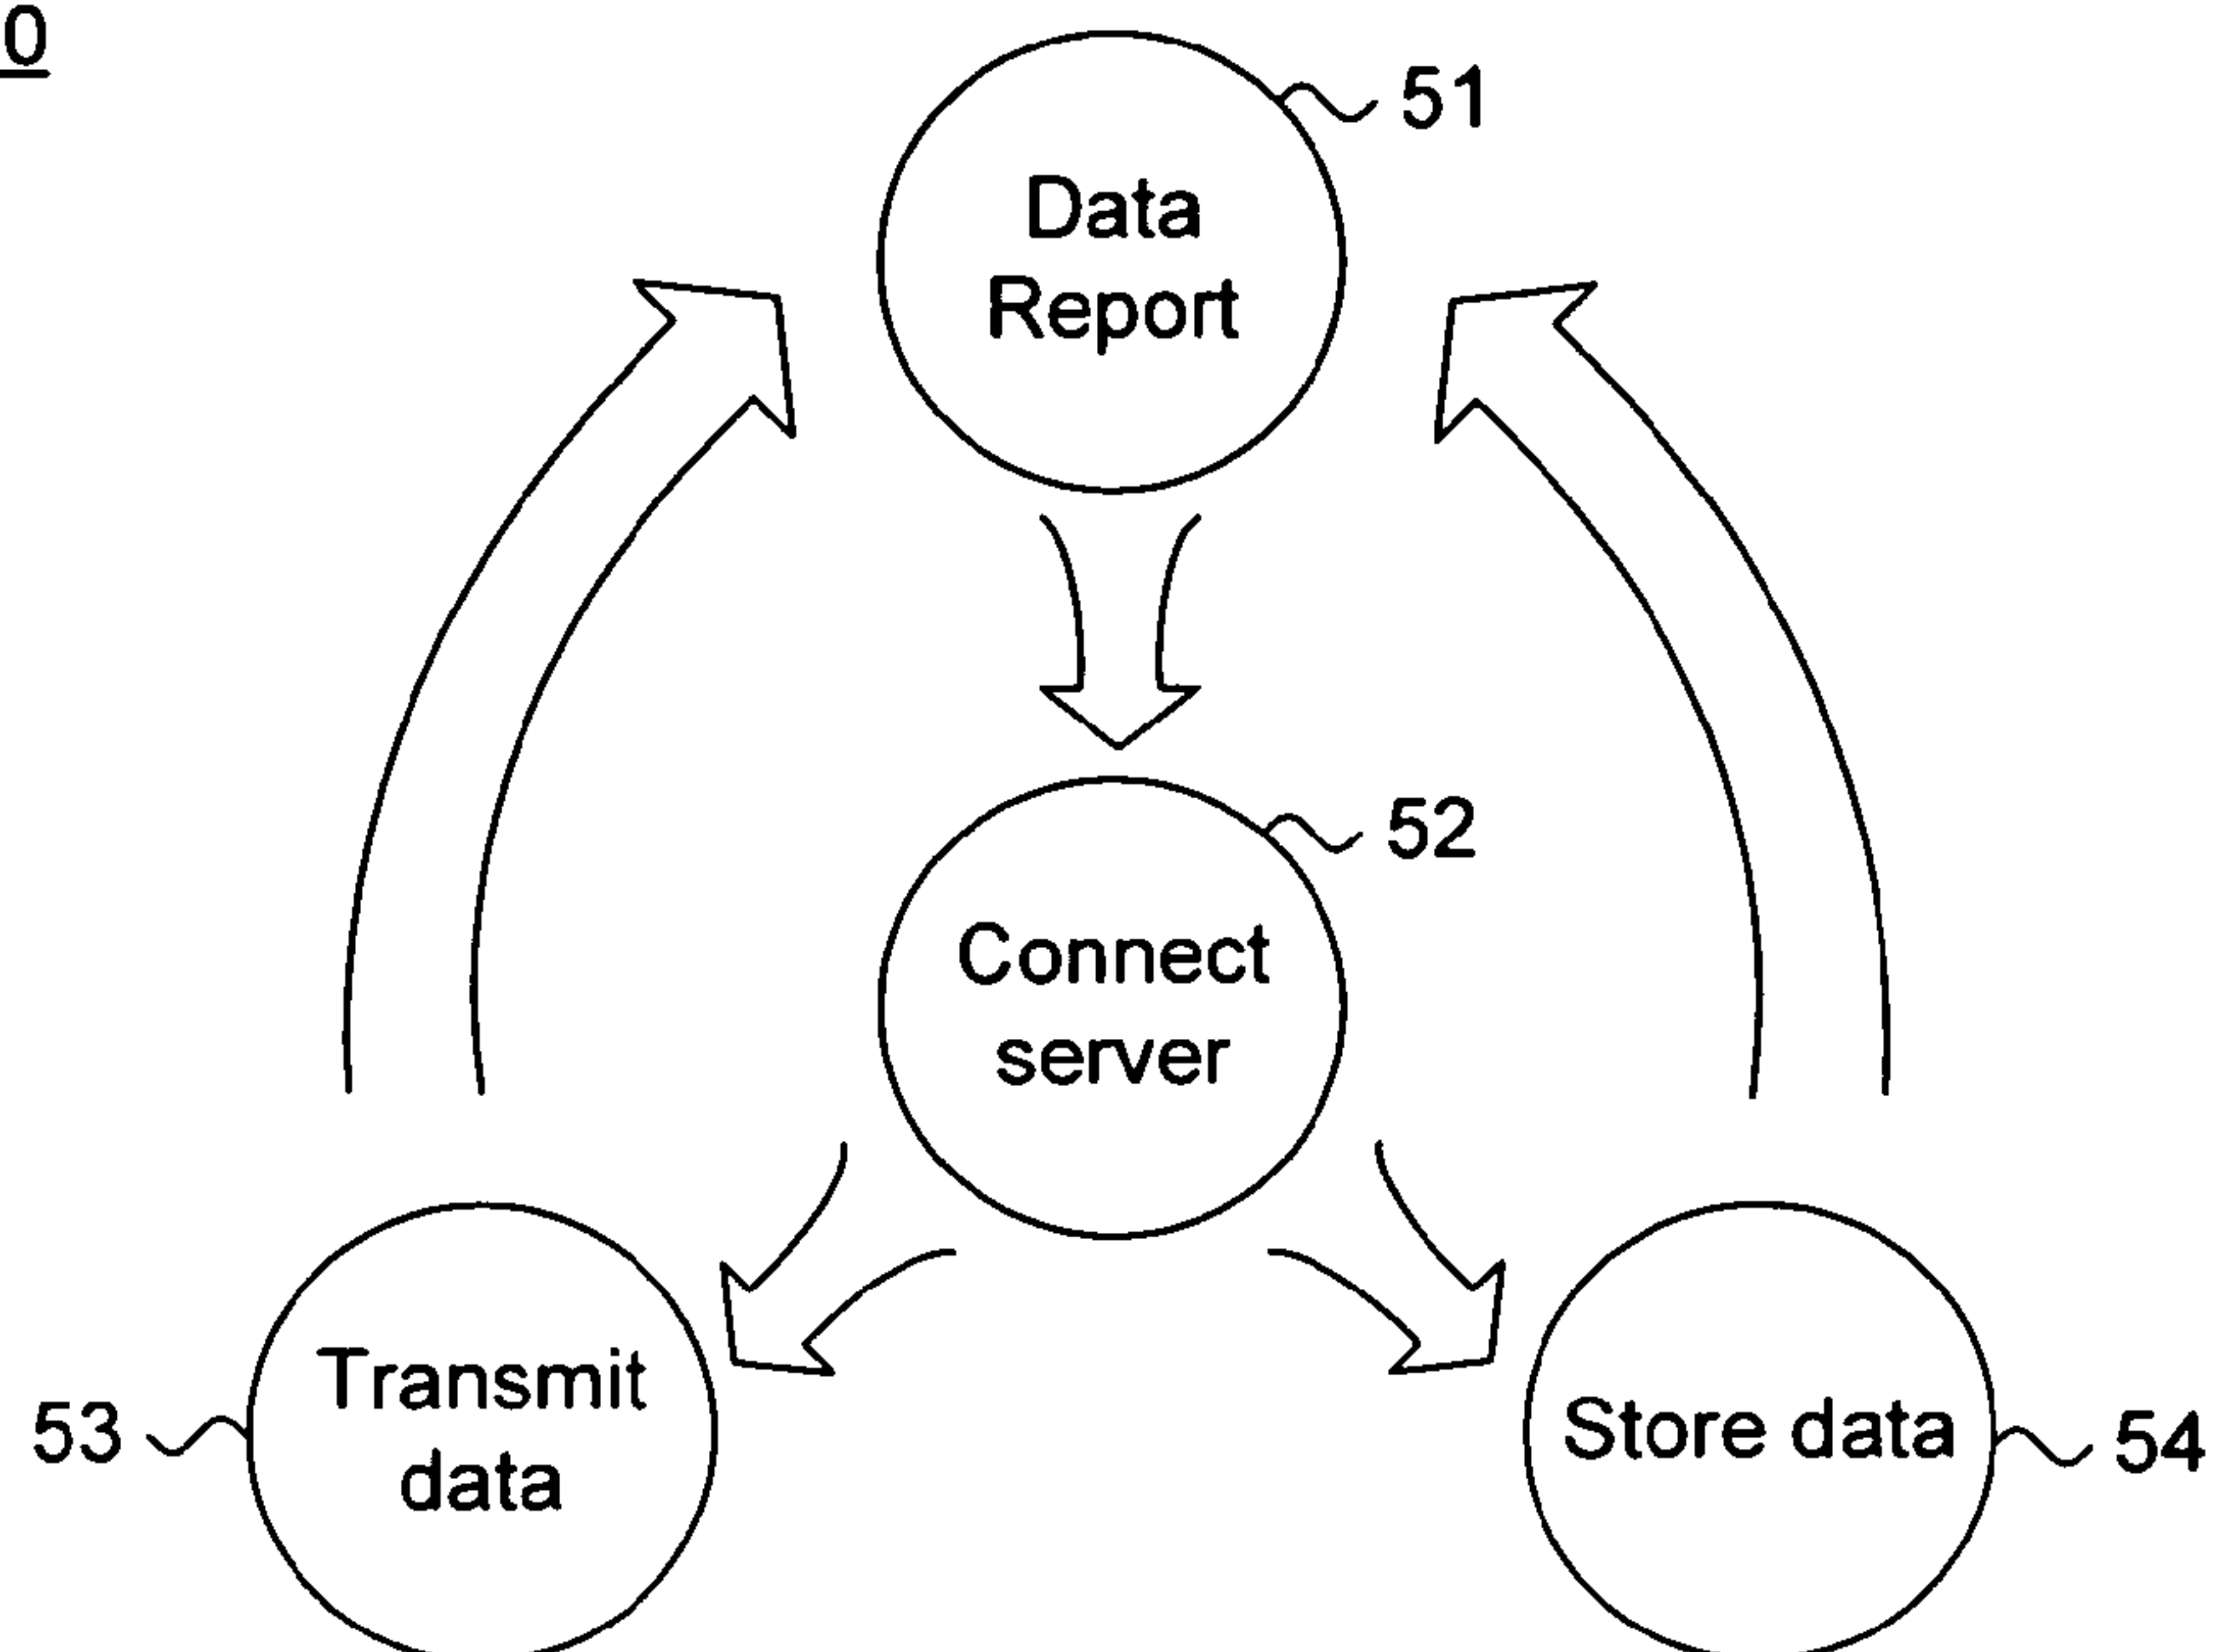 0
51
Data
Report
52
Connect
server
53
Transmit
data
Store data
54